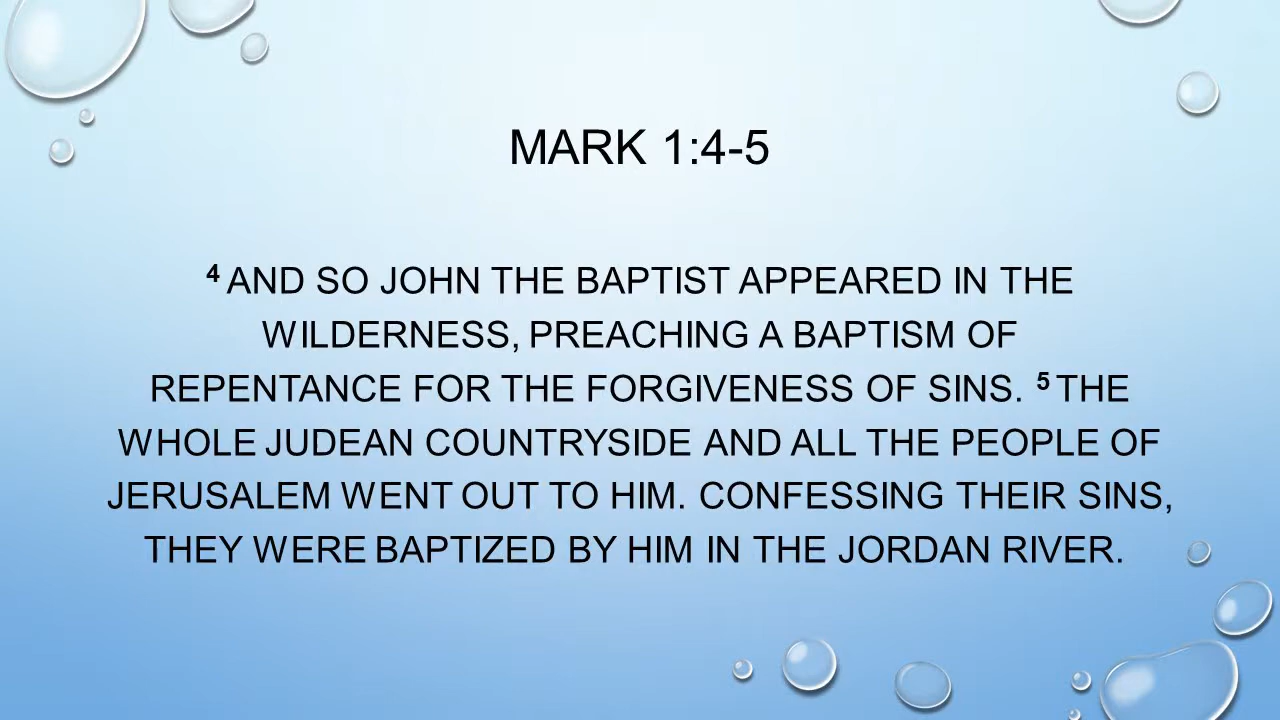 MARK 1:4-5
4 AND SO JOHN THE BAPTIST APPEARED IN THE
WILDERNESS, PREACHING A BAPTISM OF
REPENTANCE FOR THE FORGIVENESS OF SINS. 5 THE
WHOLE JUDEAN COUNTRYSIDE AND ALL THE PEOPLE OF
JERUSALEM WENT OUT TO HIM. CONFESSING THEIR SINS,
THEY WERE BAPTIZED BY HIM IN THE JORDAN RIVER.